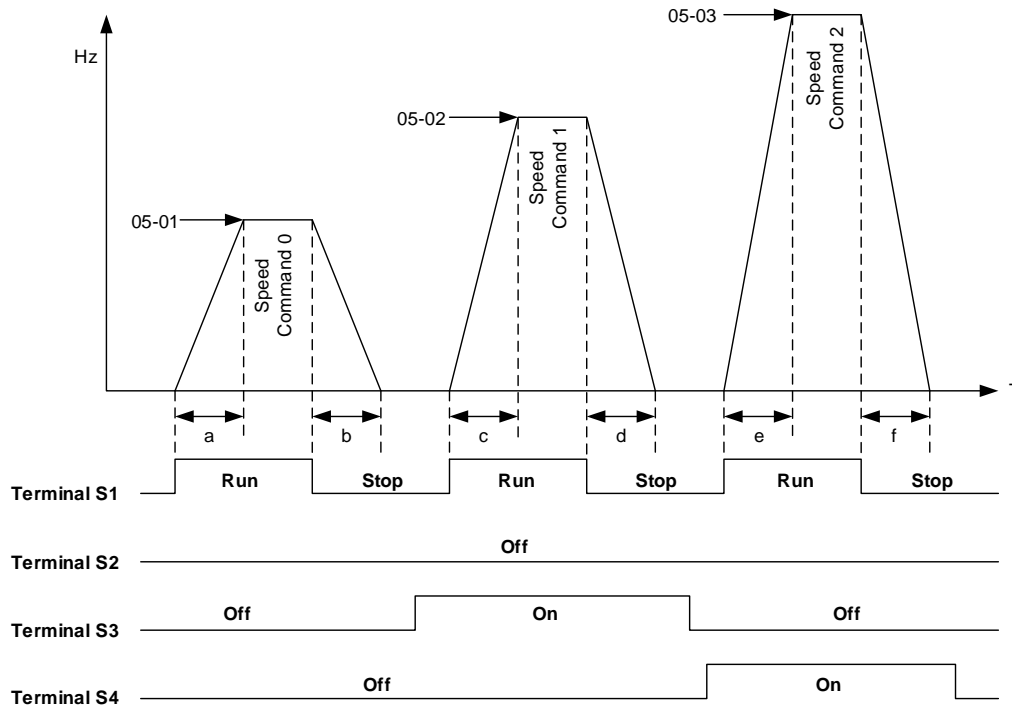 05-03
Hz
Speed
Command 2
05-02
Speed
Command 1
05-01
Speed
Command 0
T
a
b
c
d
e
f
Terminal S1
Run
Stop
Run
Stop
Run
Stop
Terminal S2
Off
Terminal S3
Off
On
Off
Terminal S4
Off
On